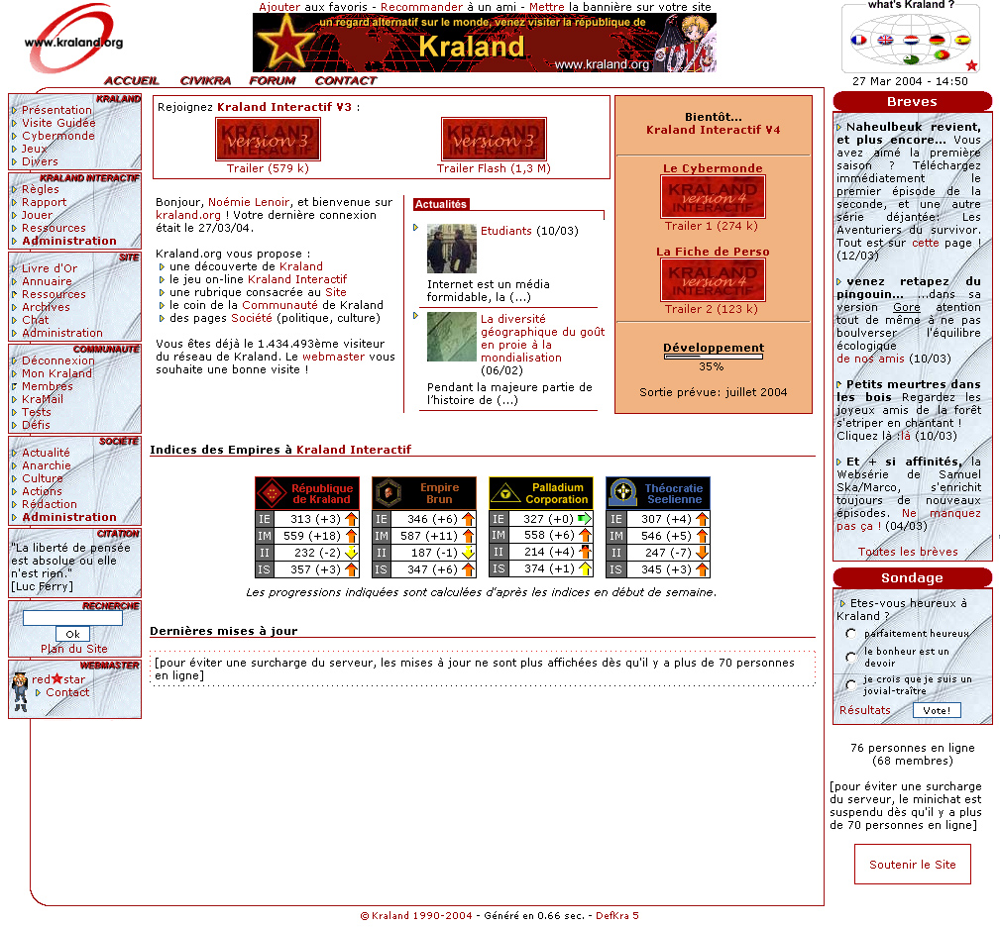 www.kraland.org
Ajouter aux favoris - Recommander à un ami - Mettre la bannière sur votre site
un regard alternatif sur le monde, venez visiter la république de
Kraland
www.kraland.org
what's Kraland ?
27 Mar 2004 - 14:50
ACCUEIL CIVIKRA FORUM CONTACT
KRALAND
Présentation
Visite Guidée
Cybermonde
Jeux
Divers
KRALAND INTERACTIF
Règles
Rapport
Jouer
Ressources
Administration
SITE
Livre d'Or
Annuaire
Ressources
Archives
Chat
Administration
COMMUNAUTÉ
Déconnexion
Mon Kraland
Membres
KraMail
Tests
Défis
SOCIÉTÉ
Actualité
Anarchie
Culture
Actions
Rédaction
Administration
CITATION
"La liberté de pensée
est absolue ou elle
n'est rien."
[Luc Ferry]
RECHERCHE
Ok
Plan du Site
WEBMASTER
red star
Contact
Rejoignez Kraland Interactif V3 :
KRALAND
version 3
INTERACTIF
Trailer (579 k)
KRALAND
version 3
INTERACTIF
Trailer Flash (1,3 M)
Bonjour, Noémie Lenoir, et bienvenue sur
kraland.org ! Votre dernière connexion
était le 27/03/04.
Kraland.org vous propose :
une découverte de Kraland
le jeu on-line Kraland Interactif
une rubrique consacrée au Site
le coin de la Communauté de Kraland
des pages Société (politique, culture)
Vous êtes déjà le 1.434.493ème visiteur
du réseau de Kraland. Le webmaster vous
souhaite une bonne visite !
Actualités
Etudiants (10/03)
Internet est un média
formidable, la (...)
La diversité
géographique du goût
en proie à la
mondialisation
(06/02)
Pendant la majeure partie de
l'histoire de (...)
Bientôt...
Kraland Interactif V4
Le Cybermonde
KRALAND
version 4
INTERACTIF
Trailer 1 (274 k)
La Fiche de Perso
KRALAND
version 4
INTERACTIF
Trailer 2 (123 k)
Développement
35%
Sortie prévue: juillet 2004
Indices des Empires à Kraland Interactif
République
de Kraland
IE 313 (+3)
IM 559 (+18)
II 232 (-2)
IS 357 (+3)
Empire
Brun
IE 346 (+6)
IM 587 (+11)
II 187 (-1)
IS 347 (+6)
Palladium
Corporation
IE 327 (+0)
IM 558 (+6)
II 214 (+4)
IS 374 (+1)
Théocratie
Seelienne
IE 307 (+4)
IM 546 (+5)
II 247 (-7)
IS 345 (+3)
Les progressions indiquées sont calculées d'après les indices en début de semaine.
Dernières mises à jour
[pour éviter une surcharge du serveur, les mises à jour ne sont plus affichées dès qu'il y a plus de 70 personnes
en ligne]
Breves
Naheulbeuk revient,
et plus encore... Vous
avez aimé la première
saison ? Téléchargez
immédiatement le
premier épisode de la
seconde, et une autre
série déjantée: Les
Aventuriers du survivor.
Tout est sur cette page !
(12/03)
venez retapez du
pingouin... ...dans sa
version Gore atention
tout de même à ne pas
boulverser l'équilibre
écologique
de nos amis (10/03)
Petits meurtres dans
les bois Regardez les
joyeux amis de la forêt
s'etriper en chantant !
Cliquez là :là (10/03)
Et + si affinités, la
Websérie de Samuel
Ska/Marco, s'enrichit
toujours de nouveaux
épisodes. Ne manquez
pas ça ! (04/03)
Toutes les brèves
Sondage
Etes-vous heureux à
Kraland ?
parfaitement heureux
le bonheur est un
devoir
je crois que je suis un
jovial-traître
Résultats Vote!
76 personnes en ligne
(68 membres)
[pour éviter une surcharge
du serveur, le minichat est
suspendu dès qu'il y a plus
de 70 personnes en ligne]
Soutenir le Site
© Kraland 1990-2004 - Généré en 0.66 sec. - DefKra 5